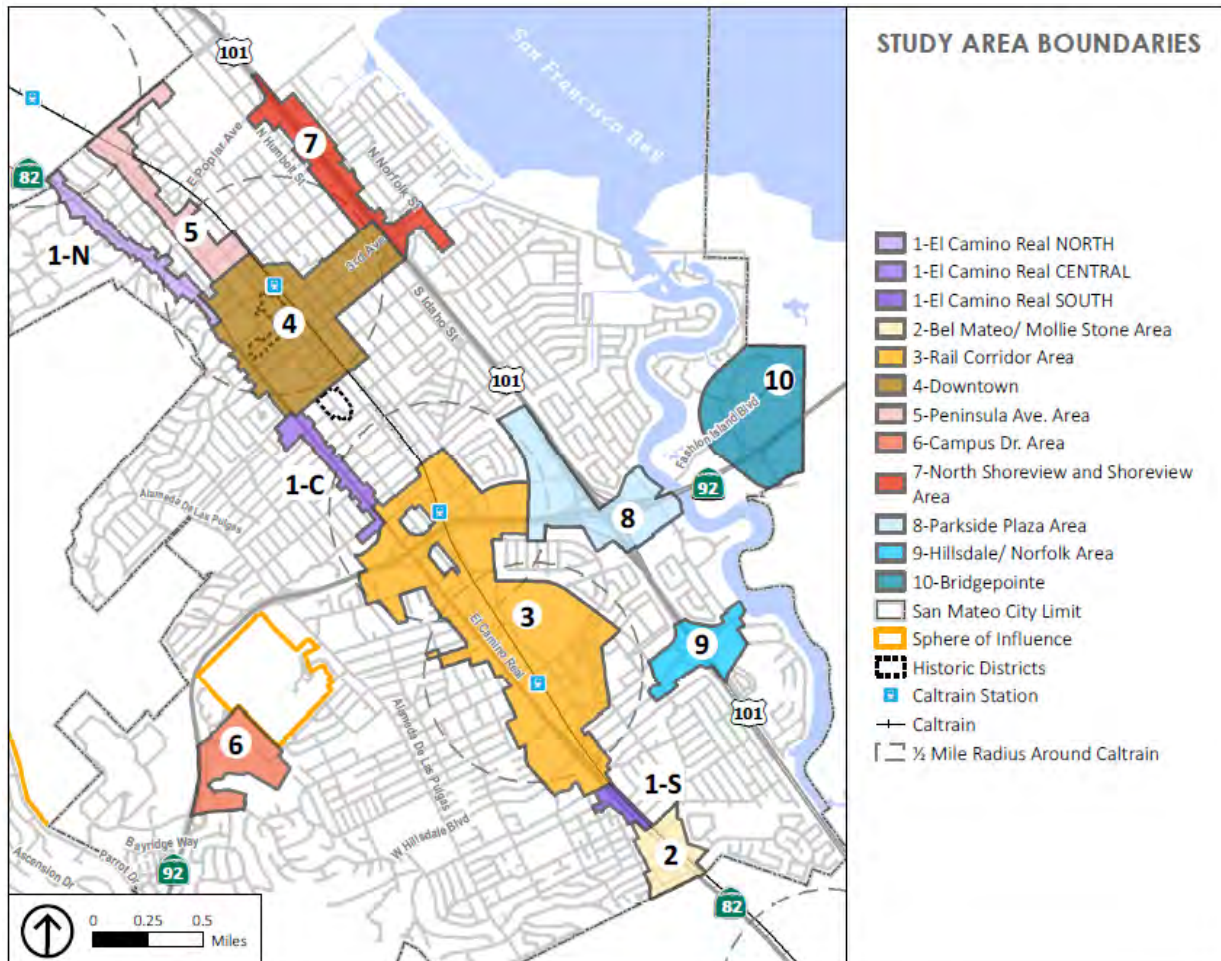 STUDY AREA BOUNDARIES
1-El Camino Real NORTH
1-El Camino Real CENTRAL
1-El Camino Real SOUTH
2-Bel Mateo/ Mollie Stone Area
3-Rail Corridor Area
4-Downtown
5-Peninsula Ave. Area
6-Campus Dr. Area
7-North Shoreview and Shoreview
Area
8-Parkside Plaza Area
9-Hillsdale/ Norfolk Area
10-Bridgepointe
San Mateo City Limit
Sphere of Influence
Historic Districts
Caltrain Station
Caltrain
½ Mile Radius Around Caltrain
101
San Francisco Bay
82
E Poplar Ave
N Humbolt St
7
N Norfolk St
5
1-N
3rd Ave
4
S Idaho St
101
10
Fashion Island Blvd
92
1-C
Alameda De Las Pulgas
8
3
El Camino Real
9
101
6
Alameda De Las Pulgas
1-S
W Hillsdale Blvd
2
82
Bayridge Way
Parrot Dr
Ascension Dr
92
0 0.25 0.5
Miles